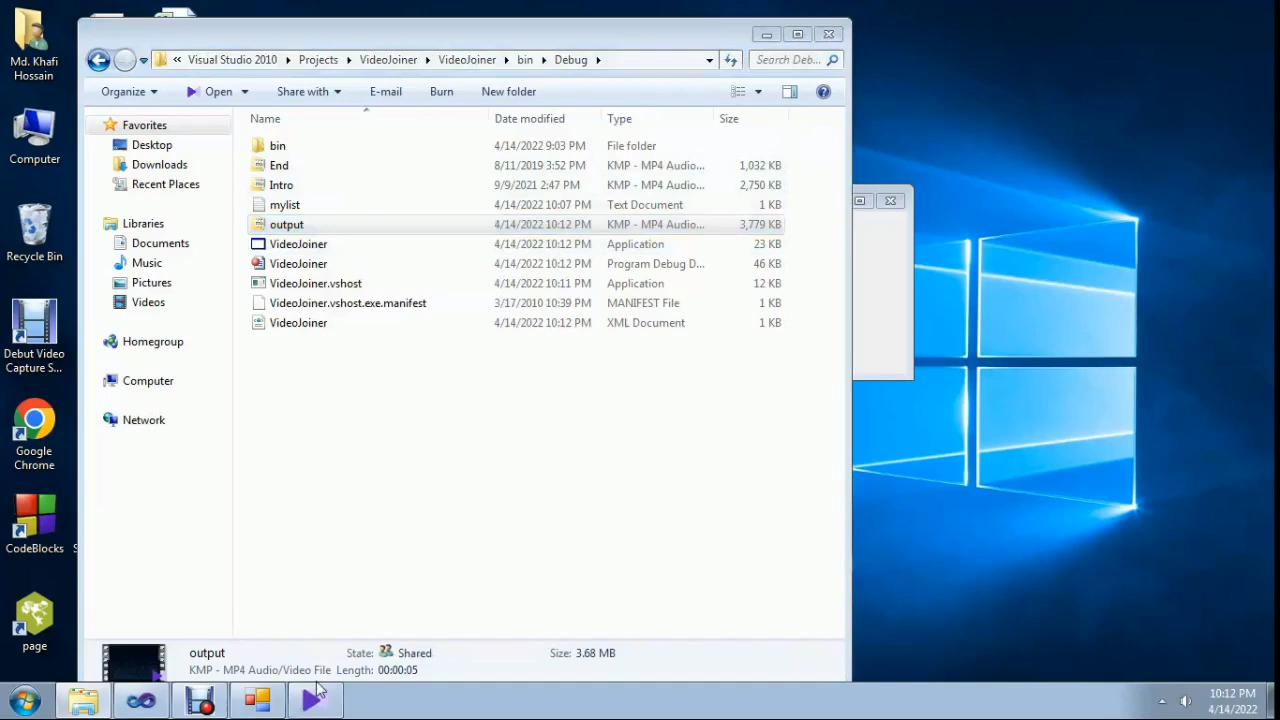 Md. Khafi
Hossain
Computer
Recycle Bin
Debut Video
Capture S...
Google
Chrome
CodeBlocks
page
« Visual Studio 2010 Projects VideoJoiner VideoJoiner bin Debug
Search Deb...
Organize Open Share with E-mail Burn New folder
Favorites
Desktop
Downloads
Recent Places
Libraries
Documents
Music
Pictures
Videos
Homegroup
Computer
Network
Name Date modified Type Size
bin 4/14/2022 9:03 PM File folder
End 8/11/2019 3:52 PM KMP - MP4 Audio... 1,032 KB
Intro 9/9/2021 2:47 PM KMP - MP4 Audio... 2,750 KB
mylist 4/14/2022 10:07 PM Text Document 1 KB
output 4/14/2022 10:12 PM KMP - MP4 Audio... 3,779 KB
VideoJoiner 4/14/2022 10:12 PM Application 23 KB
VideoJoiner 4/14/2022 10:12 PM Program Debug D... 46 KB
VideoJoiner.vshost 4/14/2022 10:11 PM Application 12 KB
VideoJoiner.vshost.exe.manifest 3/17/2010 10:39 PM MANIFEST File 1 KB
VideoJoiner 4/14/2022 10:12 PM XML Document 1 KB
output State: Shared Size: 3.68 MB
KMP - MP4 Audio/Video File Length: 00:00:05
10:12 PM
4/14/2022